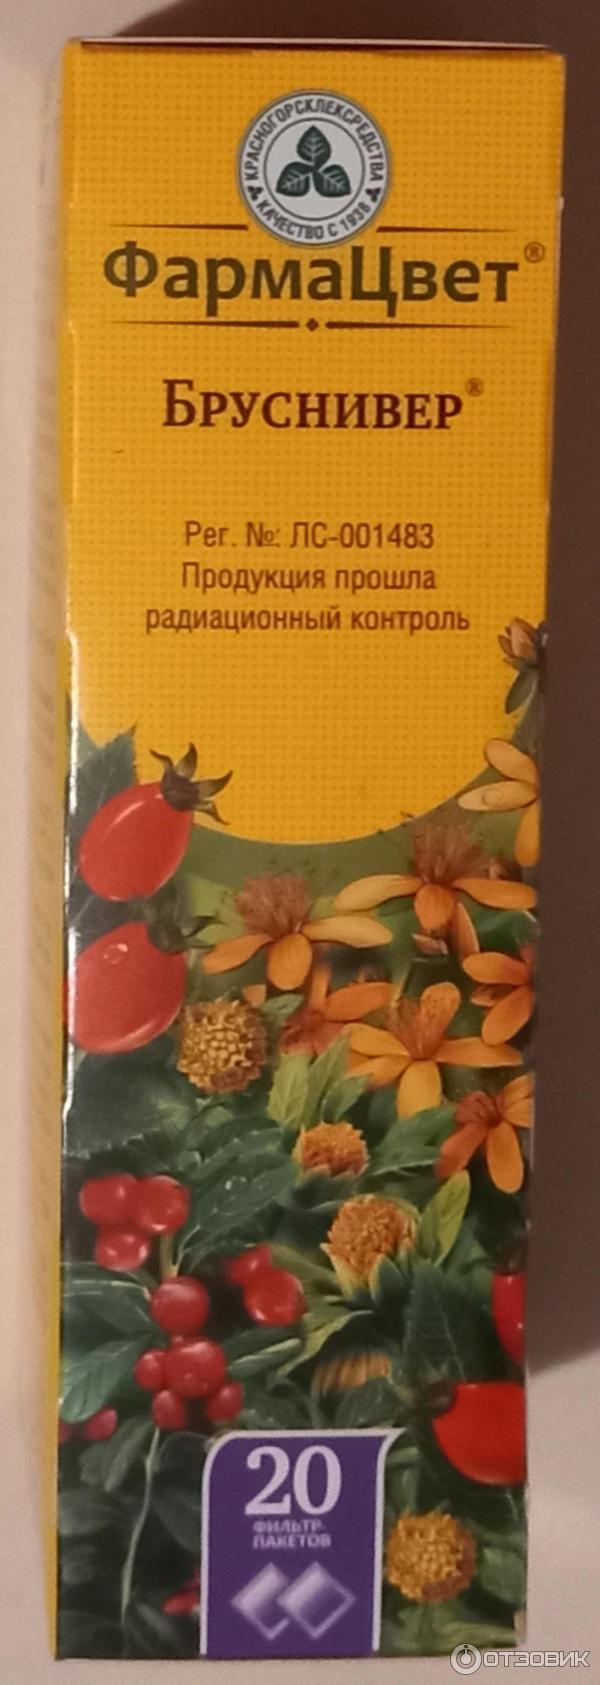 КРАСНОГОРСКЛЕКСРЕДСТВА
КАЧЕСТВО С 1938
ФармаЦвет®
БРУСНИВЕР®
Рег. №: ЛС-001483
Продукция прошла
радиационный контроль
20
ФИЛЬТР-
ПАКЕТОВ
ОТЗОВИК